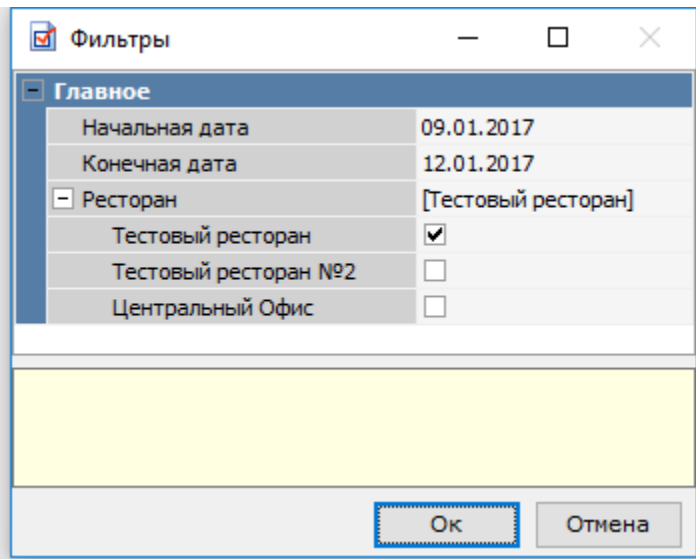 Фильтры
Главное
Начальная дата 09.01.2017
Конечная дата 12.01.2017
Ресторан [Тестовый ресторан]
Тестовый ресторан
Тестовый ресторан №2
Центральный Офис
Ок Отмена